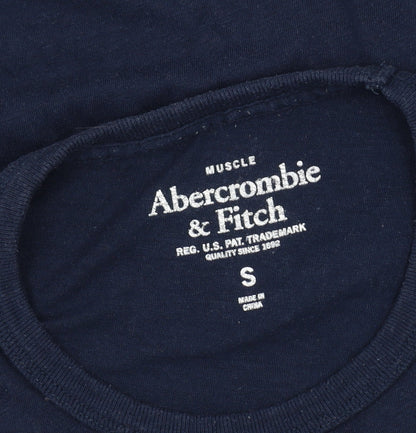 MUSCLE
Abercrombie
& Fitch
REG. U.S. PAT. TRADEMARK
QUALITY SINCE 1892
S
MADE IN
CHINA